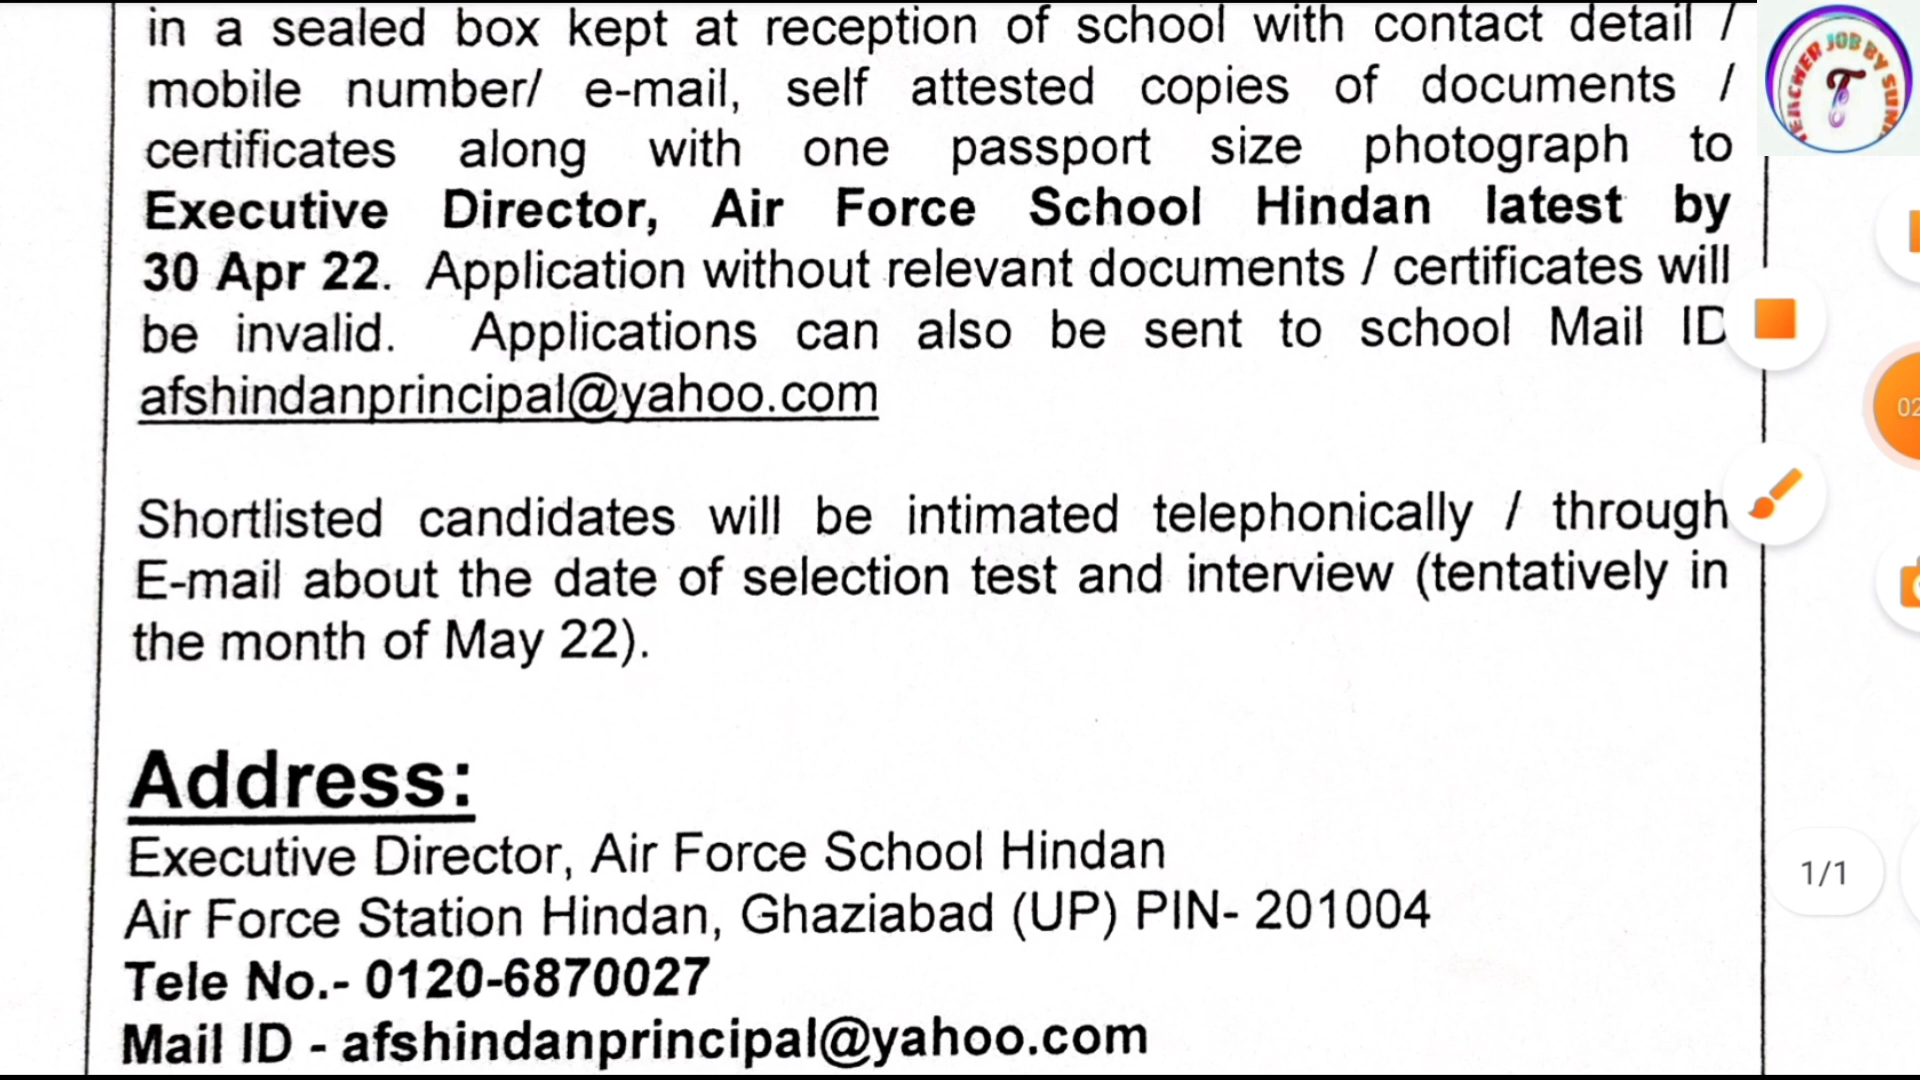 in a sealed box kept at reception of school with contact detail /
mobile number/ e-mail, self attested copies of documents /
certificates along with one passport size photograph to
Executive Director, Air Force School Hindan latest by
30 Apr 22. Application without relevant documents / certificates will
be invalid. Applications can also be sent to school Mail ID
afshindanprincipal@yahoo.com
Shortlisted candidates will be intimated telephonically / through
E-mail about the date of selection test and interview (tentatively in
the month of May 22).
Address:
Executive Director, Air Force School Hindan
Air Force Station Hindan, Ghaziabad (UP) PIN- 201004
Tele No.- 0120-6870027
Mail ID - afshindanprincipal@yahoo.com
TEACHER JOB BY
T
02
1/1